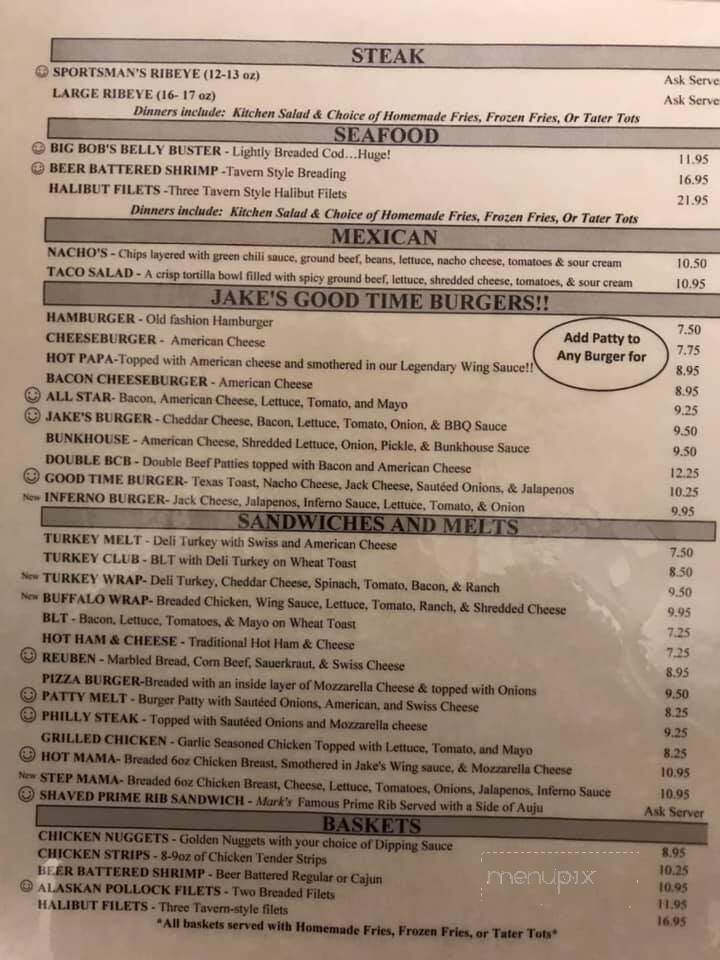 STEAK
SPORTSMAN'S RIBEYE (12-13 oz) Ask Serve
LARGE RIBEYE (16- 17 oz) Ask Serve
Dinners include: Kitchen Salad & Choice of Homemade Fries, Frozen Fries, Or Tater Tots
SEAFOOD
BIG BOB'S BELLY BUSTER - Lightly Breaded Cod…Huge! 11.95
BEER BATTERED SHRIMP -Tavern Style Breading 16.95
HALIBUT FILETS -Three Tavern Style Halibut Filets 21.95
Dinners include: Kitchen Salad & Choice of Homemade Fries, Frozen Fries, Or Tater Tots
MEXICAN
NACHO'S - Chips layered with green chili sauce, ground beef, beans, lettuce, nacho cheese, tomatoes & sour cream 10.50
TACO SALAD - A crisp tortilla bowl filled with spicy ground beef, lettuce, shredded cheese, tomatoes, & sour cream 10.95
JAKE'S GOOD TIME BURGERS!!
HAMBURGER - Old fashion Hamburger 7.50
CHEESEBURGER - American Cheese 7.75
HOT PAPA-Topped with American cheese and smothered in our Legendary Wing Sauce!! 8.95
Add Patty to
Any Burger for
BACON CHEESEBURGER - American Cheese 8.95
ALL STAR- Bacon, American Cheese, Lettuce, Tomato, and Mayo 9.25
JAKE'S BURGER - Cheddar Cheese, Bacon, Lettuce, Tomato, Onion, & BBQ Sauce 9.50
BUNKHOUSE - American Cheese, Shredded Lettuce, Onion, Pickle, & Bunkhouse Sauce 9.50
DOUBLE BCB - Double Beef Patties topped with Bacon and American Cheese 12.25
GOOD TIME BURGER- Texas Toast, Nacho Cheese, Jack Cheese, Sautéed Onions, & Jalapenos 10.25
New INFERNO BURGER- Jack Cheese, Jalapenos, Inferno Sauce, Lettuce, Tomato, & Onion 9.95
SANDWICHES AND MELTS
TURKEY MELT - Deli Turkey with Swiss and American Cheese 7.50
TURKEY CLUB - BLT with Deli Turkey on Wheat Toast 8.50
New TURKEY WRAP- Deli Turkey, Cheddar Cheese, Spinach, Tomato, Bacon, & Ranch 9.50
New BUFFALO WRAP- Breaded Chicken, Wing Sauce, Lettuce, Tomato, Ranch, & Shredded Cheese 9.95
BLT - Bacon, Lettuce, Tomatoes, & Mayo on Wheat Toast 7.25
HOT HAM & CHEESE - Traditional Hot Ham & Cheese 7.25
REUBEN - Marbled Bread, Corn Beef, Sauerkraut, & Swiss Cheese 8.95
PIZZA BURGER-Breaded with an inside layer of Mozzarella Cheese & topped with Onions 9.50
PATTY MELT - Burger Patty with Sautéed Onions, American, and Swiss Cheese 8.25
PHILLY STEAK - Topped with Sautéed Onions and Mozzarella cheese 9.25
GRILLED CHICKEN - Garlic Seasoned Chicken Topped with Lettuce, Tomato, and Mayo 8.25
HOT MAMA- Breaded 6oz Chicken Breast, Smothered in Jake's Wing sauce, & Mozzarella Cheese 10.95
New STEP MAMA- Breaded 6oz Chicken Breast, Cheese, Lettuce, Tomatoes, Onions, Jalapenos, Inferno Sauce 10.95
SHAVED PRIME RIB SANDWICH - Mark's Famous Prime Rib Served with a Side of Auju Ask Server
BASKETS
CHICKEN NUGGETS - Golden Nuggets with your choice of Dipping Sauce 8.95
CHICKEN STRIPS - 8-9oz of Chicken Tender Strips 10.25
BEER BATTERED SHRIMP - Beer Battered Regular or Cajun 10.95
ALASKAN POLLOCK FILETS - Two Breaded Filets 11.95
HALIBUT FILETS - Three Tavern-style filets 16.95
*All baskets served with Homemade Fries, Frozen Fries, or Tater Tots*
menupix